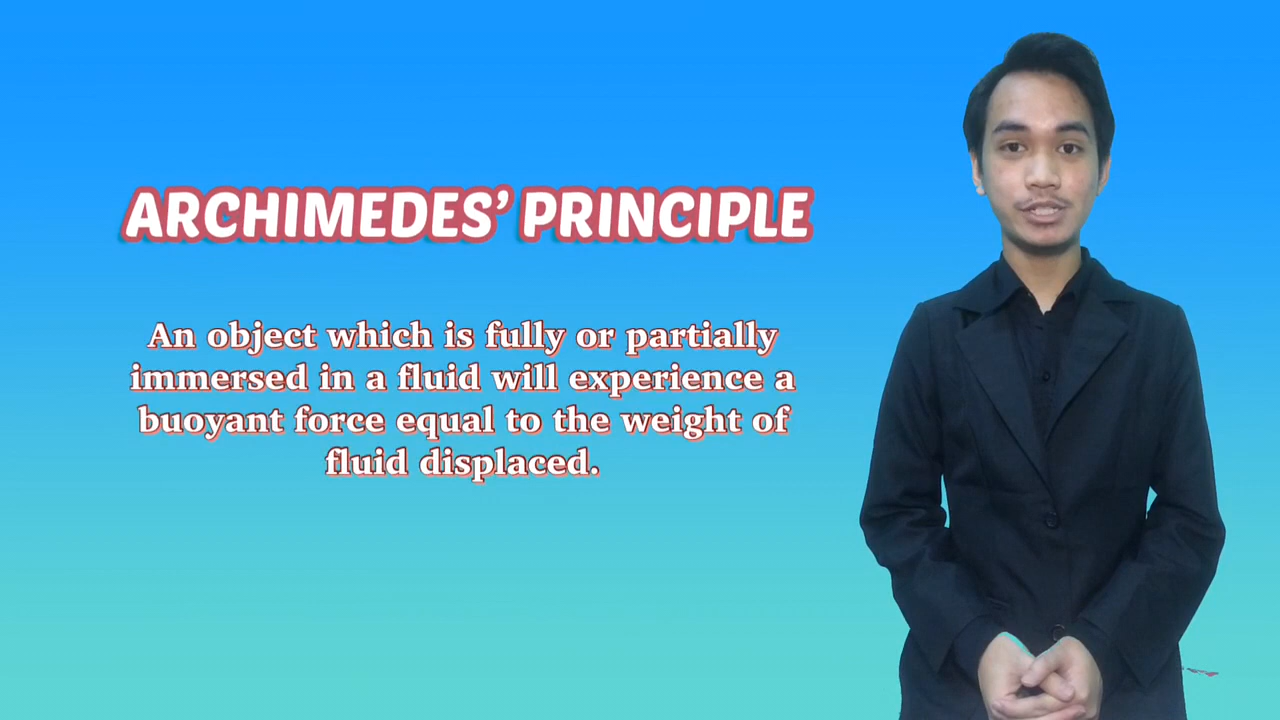 ARCHIMEDES’ PRINCIPLE
An object which is fully or partially
immersed in a fluid will experience a
buoyant force equal to the weight of
fluid displaced.